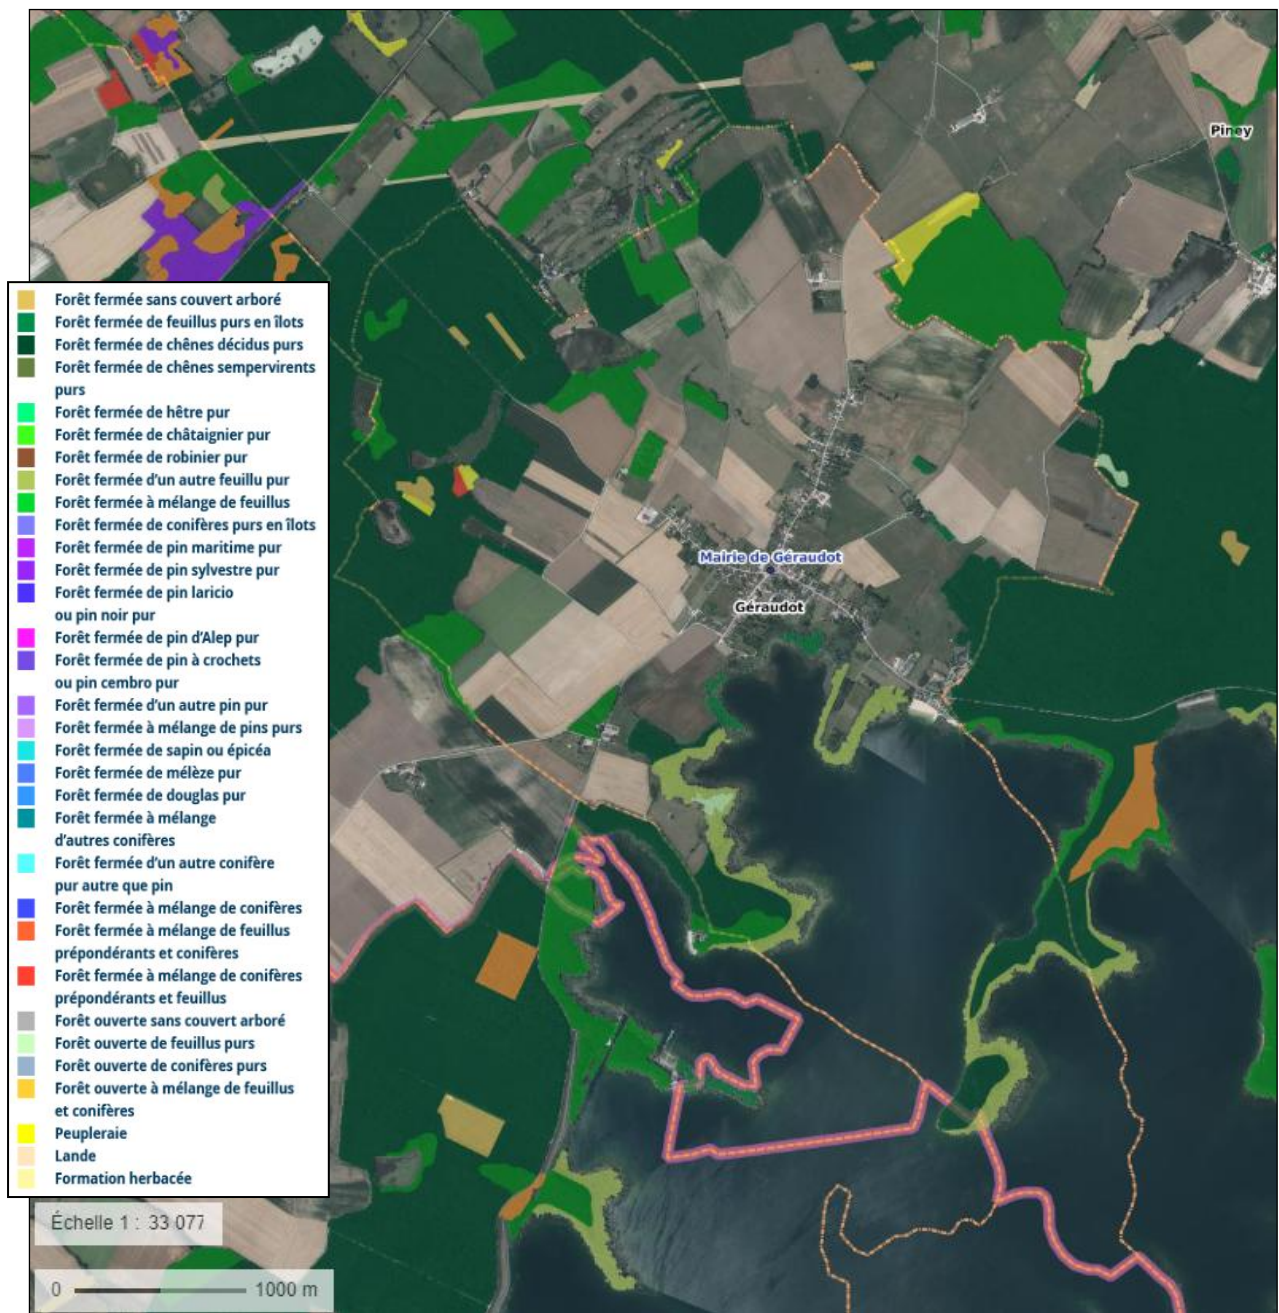 Piney
Forêt fermée sans couvert arboré
Forêt fermée de feuillus purs en îlots
Forêt fermée de chênes décidus purs
Forêt fermée de chênes sempervirents
purs
Forêt fermée de hêtre pur
Forêt fermée de châtaignier pur
Forêt fermée de robinier pur
Forêt fermée d'un autre feuillu pur
Forêt fermée à mélange de feuillus
Forêt fermée de conifères purs en îlots
Forêt fermée de pin maritime pur
Forêt fermée de pin sylvestre pur
Forêt fermée de pin laricio
ou pin noir pur
Forêt fermée de pin d'Alep pur
Forêt fermée de pin à crochets
ou pin cembro pur
Forêt fermée d'un autre pin pur
Forêt fermée à mélange de pins purs
Forêt fermée de sapin ou épicéa
Forêt fermée de mélèze pur
Forêt fermée de douglas pur
Forêt fermée à mélange
d'autres conifères
Forêt fermée d'un autre conifère
pur autre que pin
Forêt fermée à mélange de conifères
Forêt fermée à mélange de feuillus
prépondérants et conifères
Forêt fermée à mélange de conifères
prépondérants et feuillus
Forêt ouverte sans couvert arboré
Forêt ouverte de feuillus purs
Forêt ouverte de conifères purs
Forêt ouverte à mélange de feuillus
et conifères
Peupleraie
Lande
Formation herbacée
Mairie de Géraudot
Géraudot
Échelle 1 : 33 077
0 1000 m